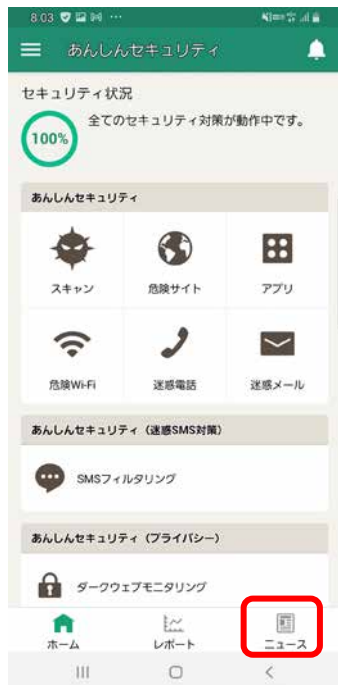 8:03
あんしんセキュリティ
セキュリティ状況
100%
全てのセキュリティ対策が動作中です。
あんしんセキュリティ
スキャン
危険サイト
アプリ
危険Wi-Fi
迷惑電話
迷惑メール
あんしんセキュリティ（迷惑SMS対策）
SMSフィルタリング
あんしんセキュリティ（プライバシー）
ダークウェブモニタリング
ホーム
レポート
ニュース